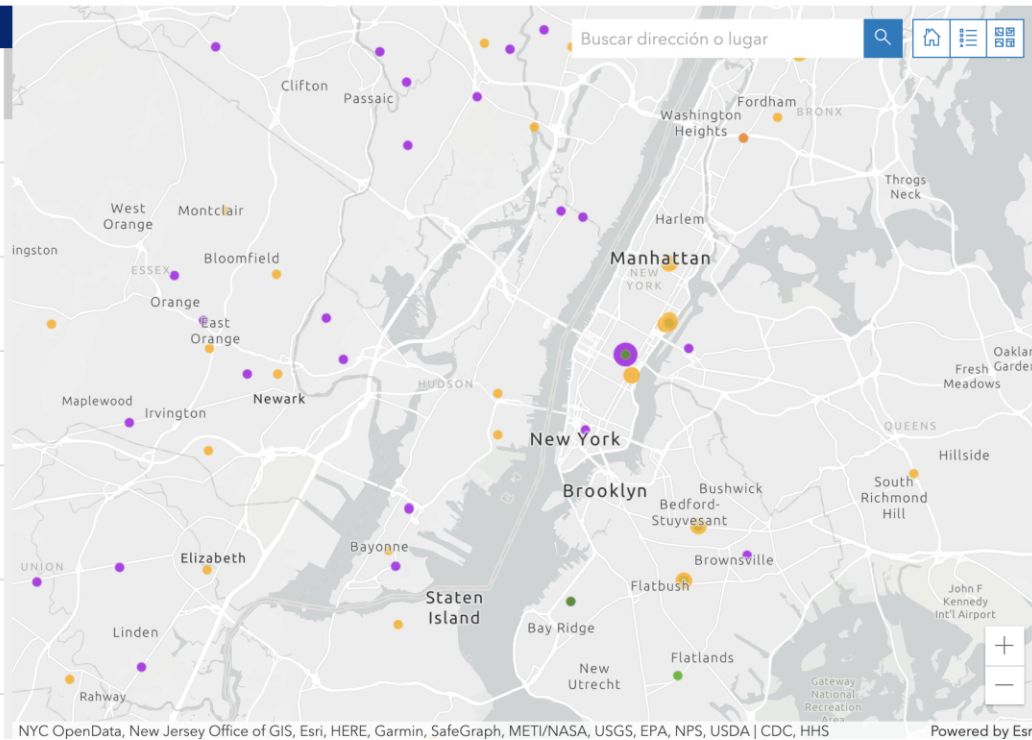 Buscar dirección o lugar
Clifton
Passaic
Fordham
BRONX
Washington
Heights
Throgs
Neck
West
Orange
Montclair
Harlem
ingston
Bloomfield
Manhattan
ESSEX
NEW
YORK
Orange
East
Orange
Oaklan
Fresh Garden
Meadows
HUDSON
Maplewood
Irvington
Newark
QUEENS
New York
Hillside
Brooklyn
Bushwick
South
Richmond
Hill
Bedford-
Stuyvesant
Bayonne
Elizabeth
Brownsville
UNION
Flatbush
John F
Kennedy
Int'l Airport
Staten
Island
Linden
Bay Ridge
Flatlands
New
Utrecht
Gateway
National
Recreation
Area
Rahway
NYC OpenData, New Jersey Office of GIS, Esri, HERE, Garmin, SafeGraph, METI/NASA, USGS, EPA, NPS, USDA | CDC, HHS
Powered by Esr